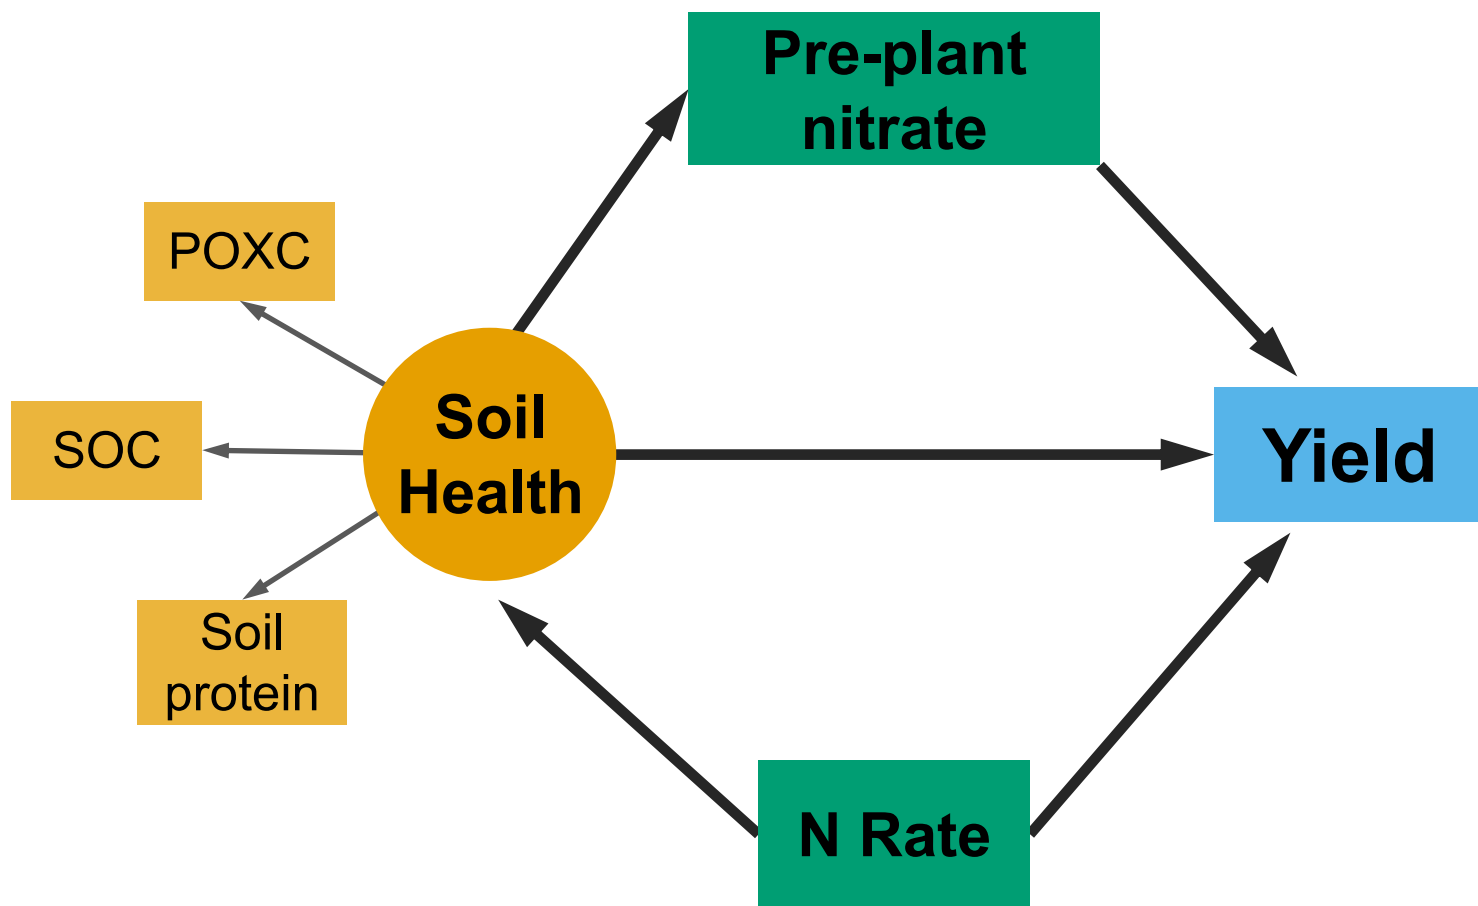 Pre-plant
nitrate
POXC
SOC
Soil
Health
Yield
Soil
protein
N Rate